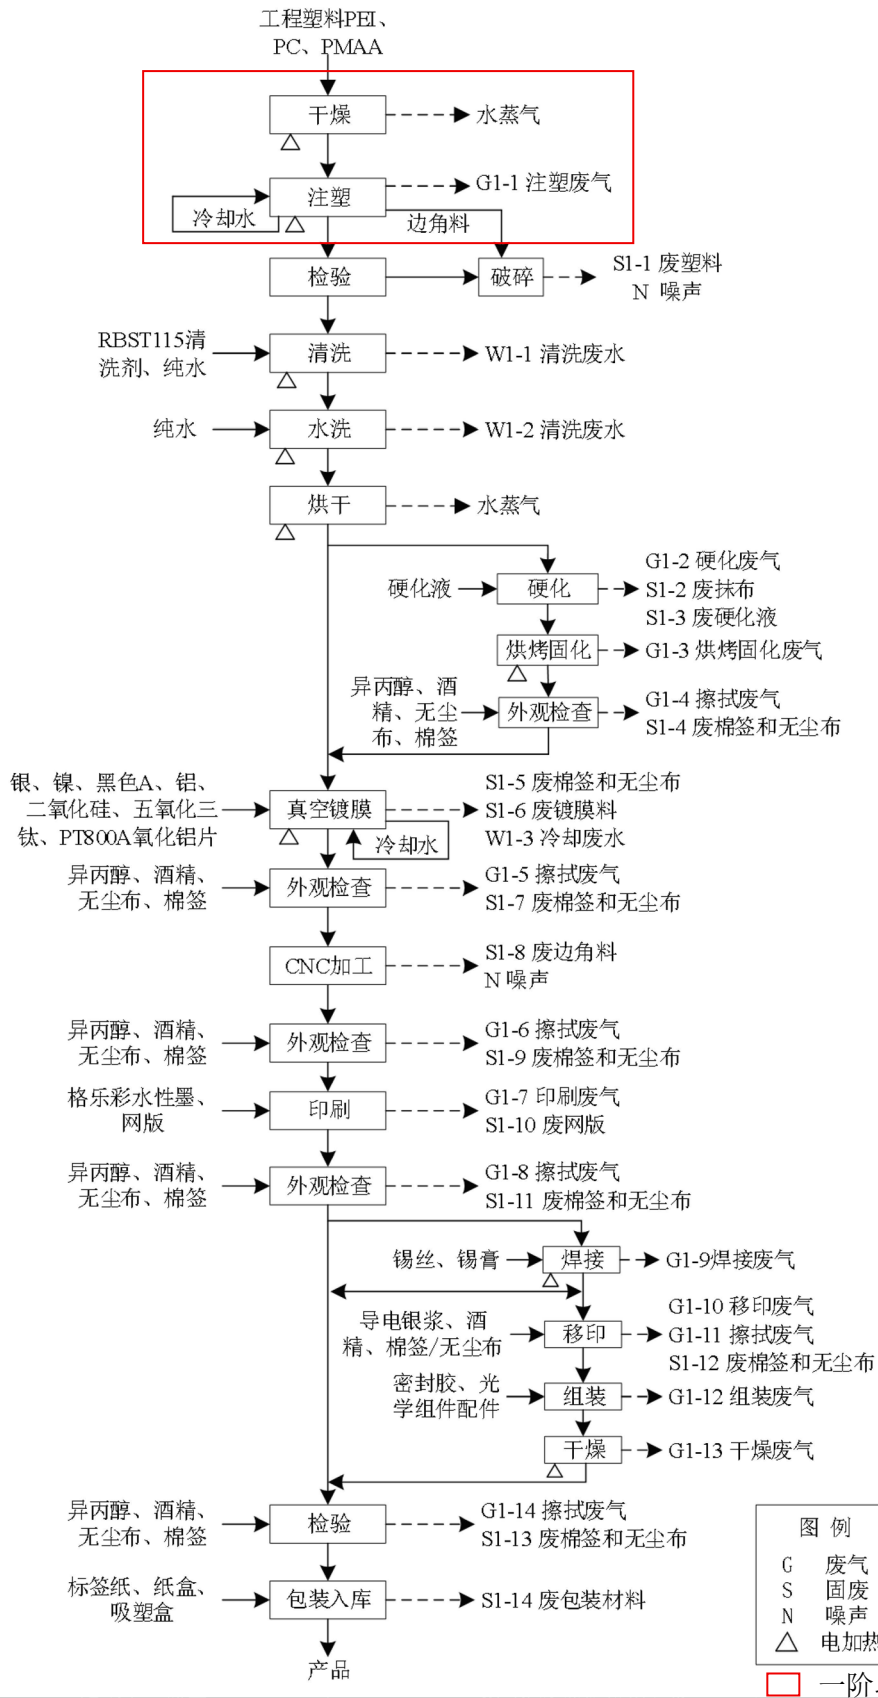 工程塑料PEI、
PC、PMAA
干燥
水蒸气
注塑
G1-1 注塑废气
冷却水
边角料
检验
破碎
S1-1 废塑料
N 噪声
RBST115清
洗剂、纯水
清洗
W1-1 清洗废水
纯水
水洗
W1-2 清洗废水
烘干
水蒸气
硬化液
硬化
G1-2 硬化废气
S1-2 废抹布
S1-3 废硬化液
烘烤固化
G1-3 烘烤固化废气
异丙醇、酒
精、无尘
布、棉签
外观检查
G1-4 擦拭废气
S1-4 废棉签和无尘布
银、镍、黑色A、铝、
二氧化硅、五氧化三
钛、PT800A氧化铝片
真空镀膜
冷却水
S1-5 废棉签和无尘布
S1-6 废镀膜料
W1-3 冷却废水
异丙醇、酒精、
无尘布、棉签
外观检查
G1-5 擦拭废气
S1-7 废棉签和无尘布
CNC加工
S1-8 废边角料
N 噪声
异丙醇、酒精、
无尘布、棉签
外观检查
G1-6 擦拭废气
S1-9 废棉签和无尘布
格乐彩水性墨、
网版
印刷
G1-7 印刷废气
S1-10 废网版
异丙醇、酒精、
无尘布、棉签
外观检查
G1-8 擦拭废气
S1-11 废棉签和无尘布
锡丝、锡膏
焊接
G1-9焊接废气
导电银浆、酒
精、棉签/无尘布
移印
G1-10 移印废气
G1-11 擦拭废气
S1-12 废棉签和无尘布
密封胶、光
学组件配件
组装
G1-12 组装废气
干燥
G1-13 干燥废气
异丙醇、酒精、
无尘布、棉签
检验
G1-14 擦拭废气
S1-13 废棉签和无尘布
标签纸、纸盒、
吸塑盒
包装入库
S1-14 废包装材料
产品
图 例
G 废气
S 固废
N 噪声
电加热
一阶